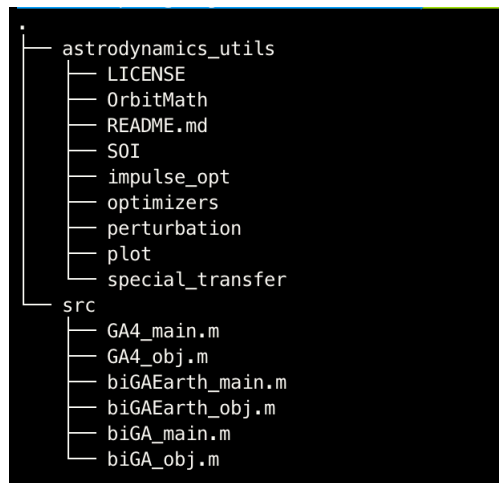 .
├── astrodynamics_utils
│   ├── LICENSE
│   ├── OrbitMath
│   ├── README.md
│   ├── SOI
│   ├── impulse_opt
│   ├── optimizers
│   ├── perturbation
│   ├── plot
│   └── special_transfer
└── src
    ├── GA4_main.m
    ├── GA4_obj.m
    ├── biGAEarth_main.m
    ├── biGAEarth_obj.m
    ├── biGA_main.m
    └── biGA_obj.m